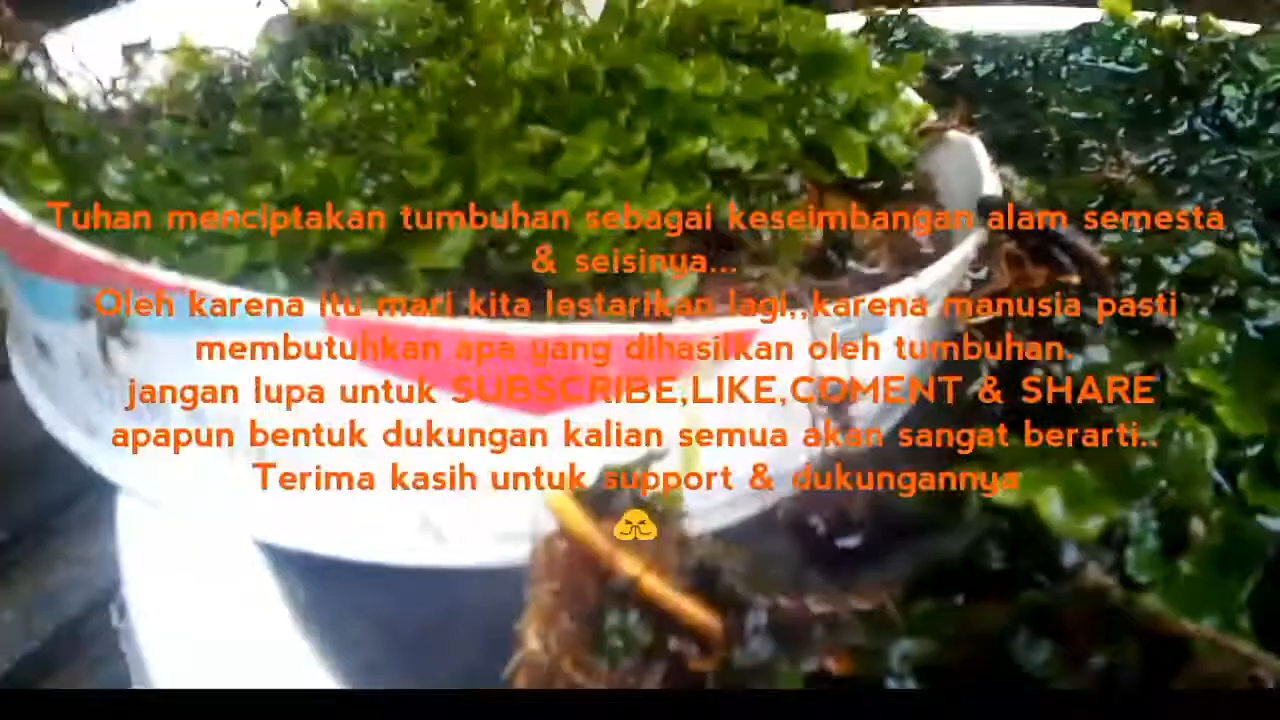 Tuhan menciptakan tumbuhan sebagai keseimbangan alam semesta
& seisinya...
Oleh karena itu mari kita lestarikan lagi,,karena manusia pasti
membutuhkan apa yang dihasilkan oleh tumbuhan.
jangan lupa untuk SUBSCRIBE,LIKE,COMENT & SHARE
apapun bentuk dukungan kalian semua akan sangat berarti..
Terima kasih untuk support & dukungannya
🙏